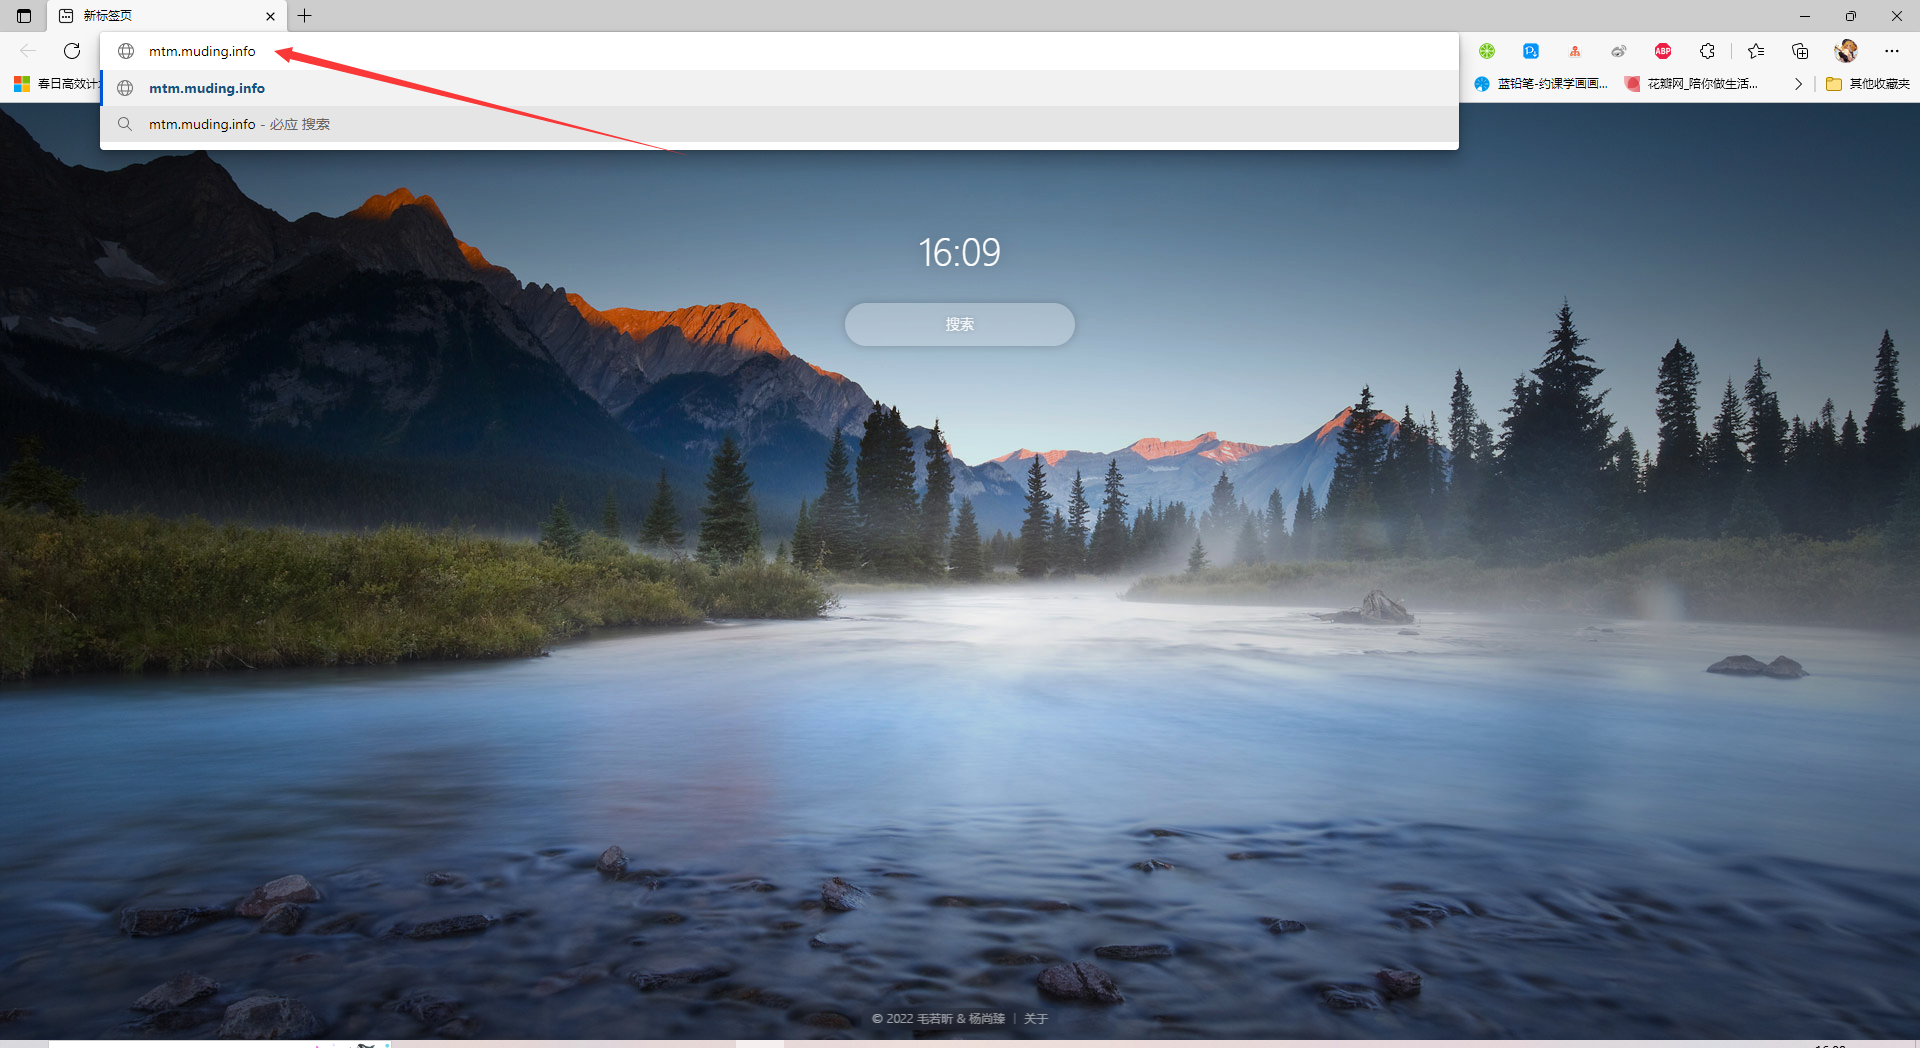 新标签页
mtm.muding.info
春日高效计
mtm.muding.info
mtm.muding.info - 必应 搜索
ABP
蓝铅笔-约课学画画...
花瓣网_陪你做生活...
其他收藏夹
16:09
搜索
© 2022 毛若昕 & 杨尚臻 | 关于